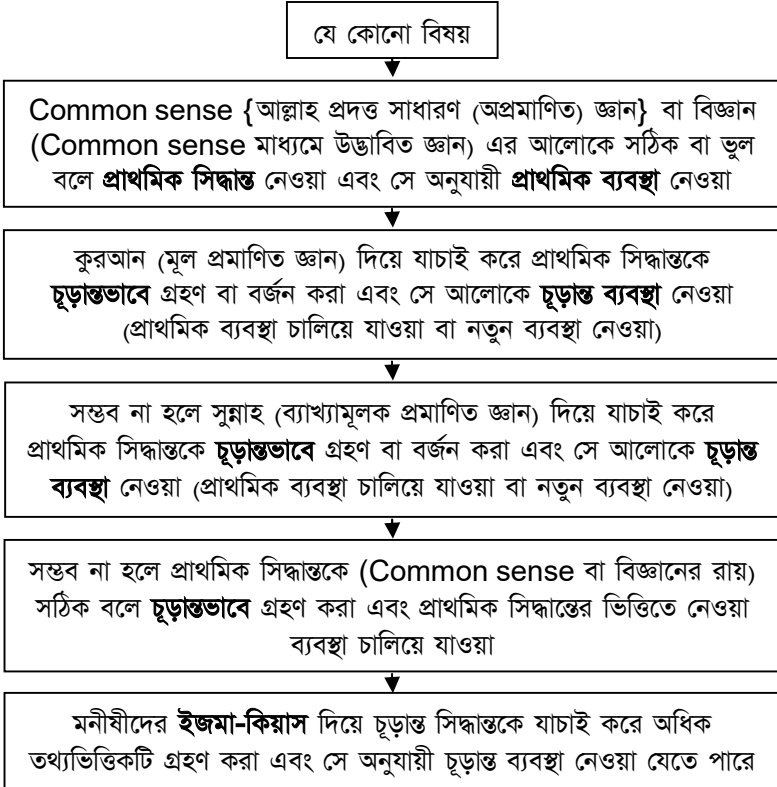 যে কোনো বিষয়
Common sense {আল্লাহ প্রদত্ত সাধারণ (অপ্রমাণিত) জ্ঞান} বা বিজ্ঞান
(Common sense মাধ্যমে উদ্ভাবিত জ্ঞান) এর আলোকে সঠিক বা ভুল
বলে প্রাথমিক সিদ্ধান্ত নেওয়া এবং সে অনুযায়ী প্রাথমিক ব্যবস্থা নেওয়া
কুরআন (মূল প্রমাণিত জ্ঞান) দিয়ে যাচাই করে প্রাথমিক সিদ্ধান্তকে
চূড়ান্তভাবে গ্রহণ বা বর্জন করা এবং সে আলোকে চূড়ান্ত ব্যবস্থা নেওয়া
(প্রাথমিক ব্যবস্থা চালিয়ে যাওয়া বা নতুন ব্যবস্থা নেওয়া)
সম্ভব না হলে সুন্নাহ (ব্যাখ্যামূলক প্রমাণিত জ্ঞান) দিয়ে যাচাই করে
প্রাথমিক সিদ্ধান্তকে চূড়ান্তভাবে গ্রহণ বা বর্জন করা এবং সে আলোকে চূড়ান্ত
ব্যবস্থা নেওয়া (প্রাথমিক ব্যবস্থা চালিয়ে যাওয়া বা নতুন ব্যবস্থা নেওয়া)
সম্ভব না হলে প্রাথমিক সিদ্ধান্তকে (Common sense বা বিজ্ঞানের রায়)
সঠিক বলে চূড়ান্তভাবে গ্রহণ করা এবং প্রাথমিক সিদ্ধান্তের ভিত্তিতে নেওয়া
ব্যবস্থা চালিয়ে যাওয়া
মনীষীদের ইজমা-কিয়াস দিয়ে চূড়ান্ত সিদ্ধান্তকে যাচাই করে অধিক
তথ্যভিত্তিকটি গ্রহণ করা এবং সে অনুযায়ী চূড়ান্ত ব্যবস্থা নেওয়া যেতে পারে